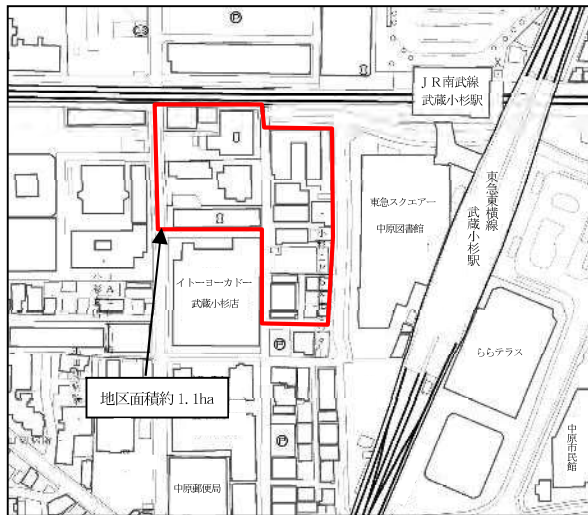 JR南武線
武蔵小杉駅
東急東横線
武蔵小杉駅
東急スクエアー
中原図書館
イトーヨーカドー
武蔵小杉店
ららテラス
地区面積約1.1ha
中原市民館
中原郵便局
Ⓟ
Ⓟ
Ⓟ